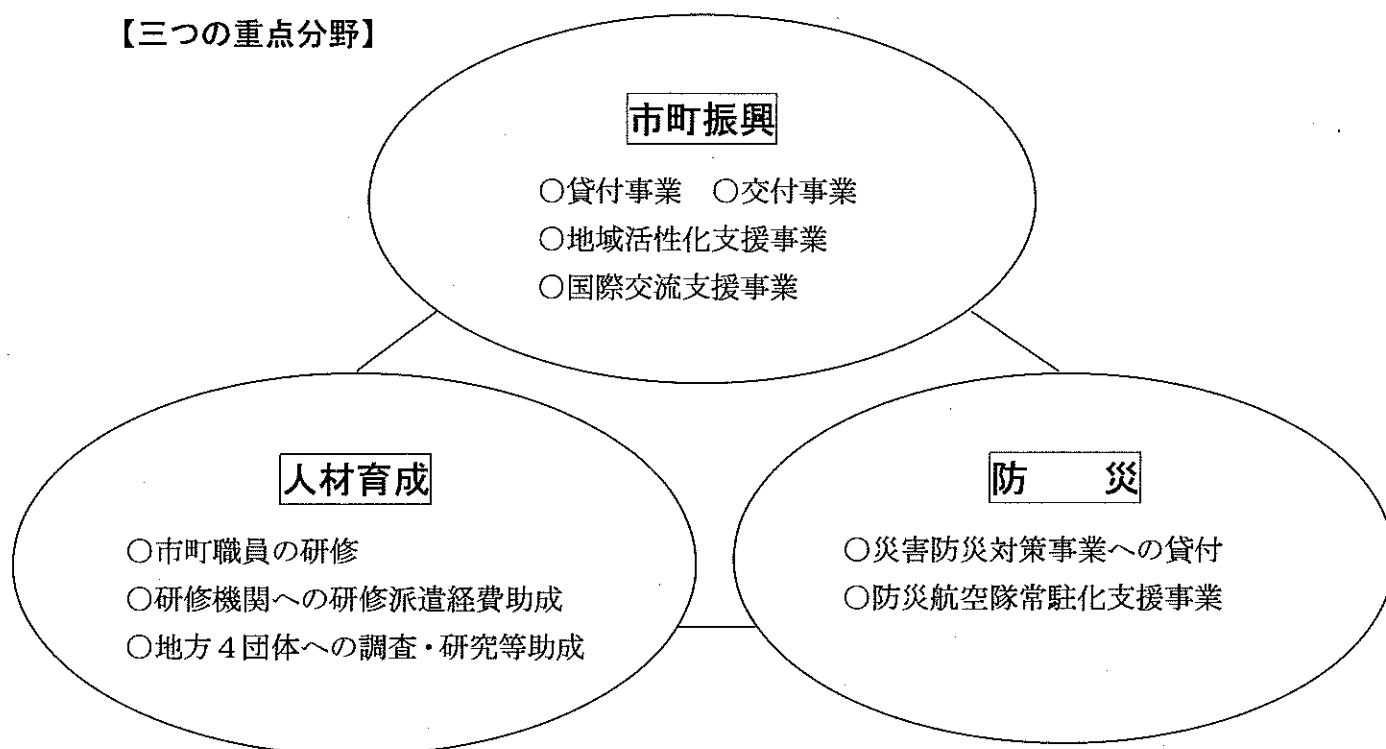 【三つの重点分野】
市町振興
○貸付事業　○交付事業
○地域活性化支援事業
○国際交流支援事業
人材育成
○市町職員の研修
○研修機関への研修派遣経費助成
○地方４団体への調査・研究等助成
防　　災
○災害防災対策事業への貸付
○防災航空隊常駐化支援事業